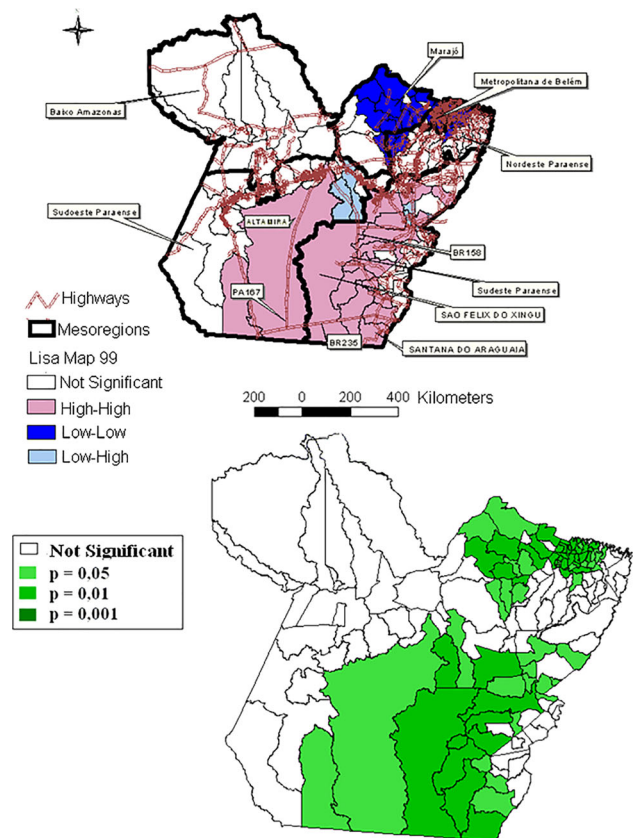 Marajó
Metropolitana de Belém
Baixo Amazonas
Nordeste Paraense
Sudoeste Paraense
ALTAMIRA
BR158
Sudeste Paraense
PA167
SAO FELIX DO XINGU
BR235
SANTANA DO ARAGUAIA
Highways
Mesoregions
Lisa Map 99
Not Significant
High-High
Low-Low
Low-High
200 0 200 400 Kilometers
Not Significant
p = 0,05
p = 0.01
p = 0,001